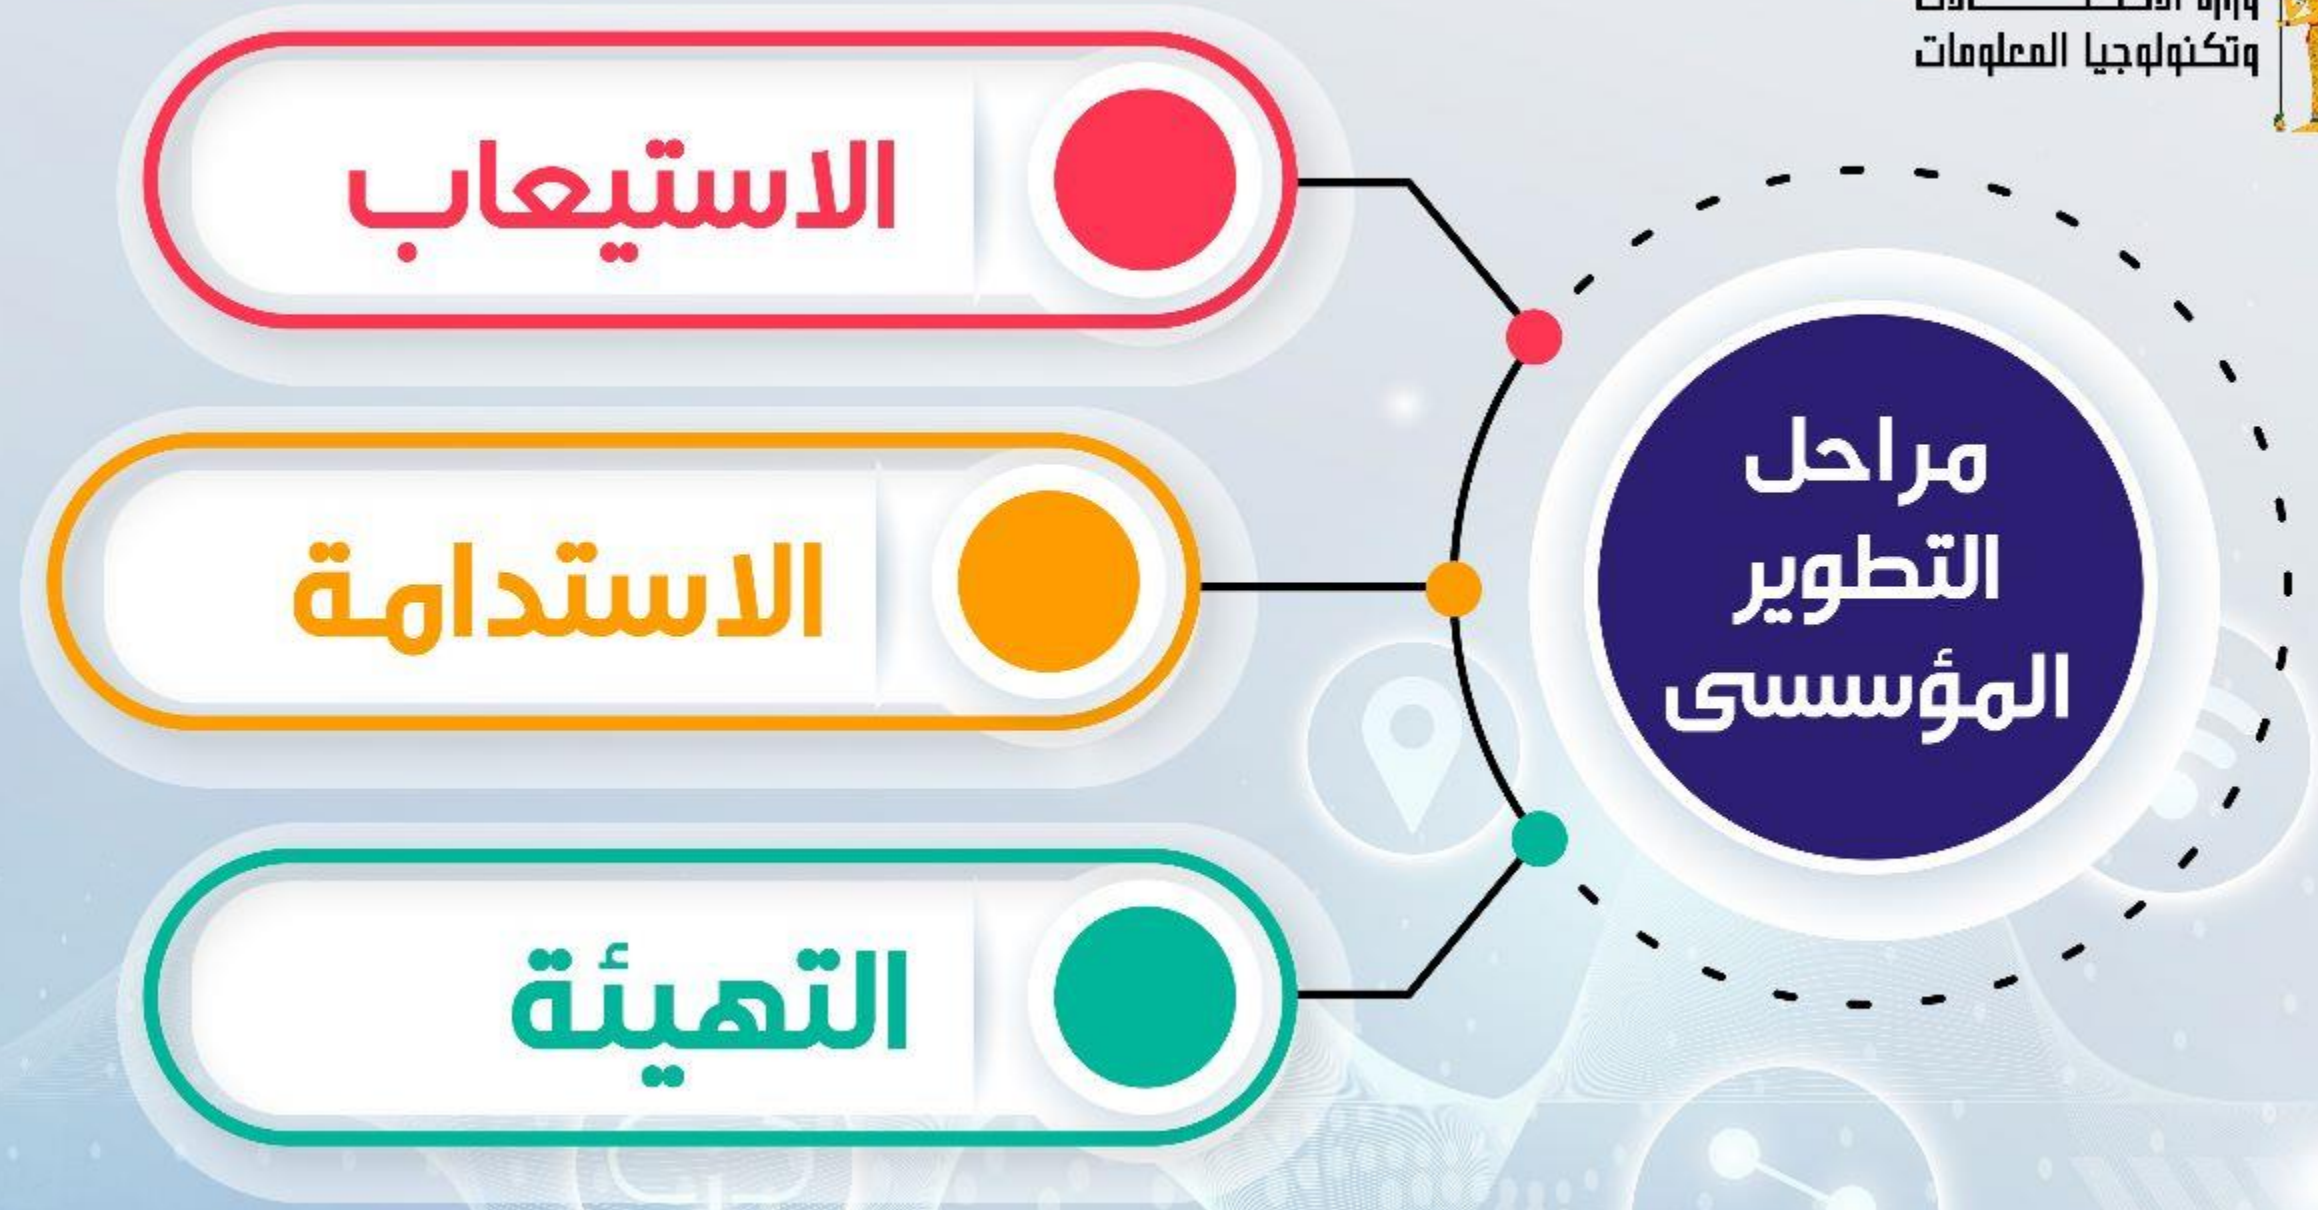 وتكنولوجيا المعلومات
مراحل
التطوير
المؤسسى
الاستيعاب
الاستدامة
التهيئة